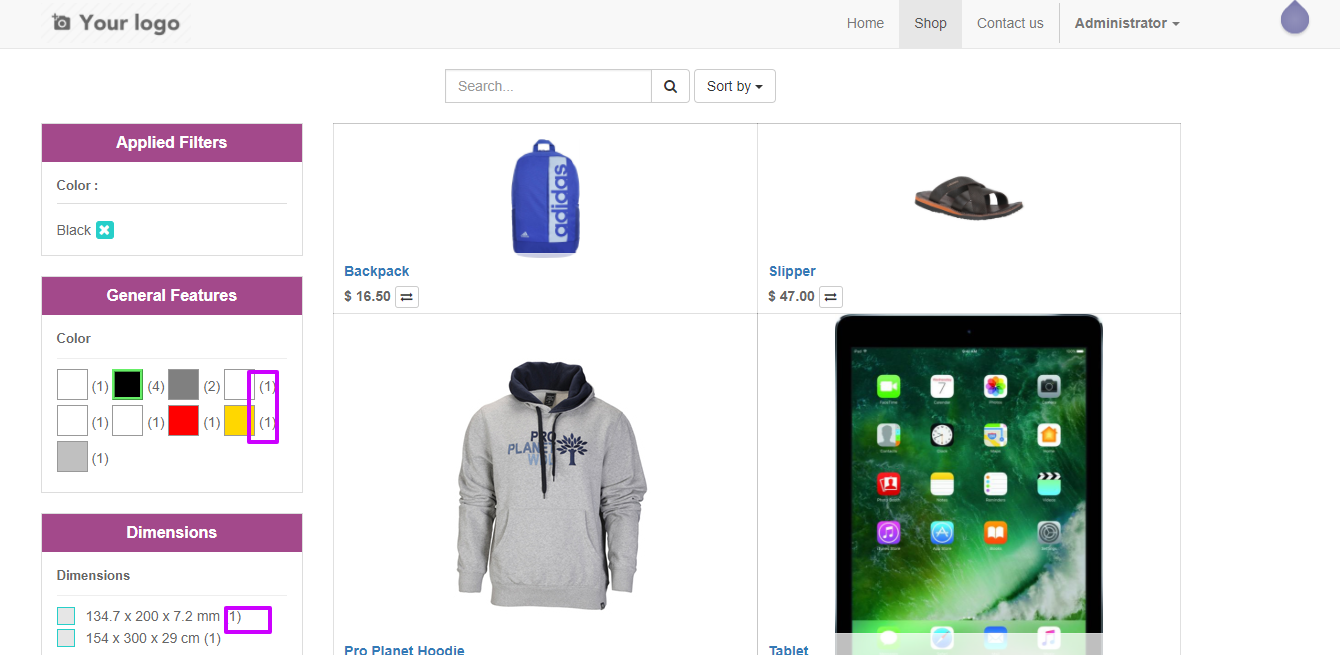 Your logo
Home Shop Contact us Administrator
Search... Sort by
Applied Filters
Color :
Black
General Features
Color
(1) (4) (2) (1)
(1) (1) (1) (1)
(1)
Dimensions
Dimensions
134.7 x 200 x 7.2 mm 1)
154 x 300 x 29 cm (1)
adidas
adidas
Backpack Slipper
$ 16.50 $ 47.00
PRO
PLANET
7
Pro Planet Hoodie Tablet